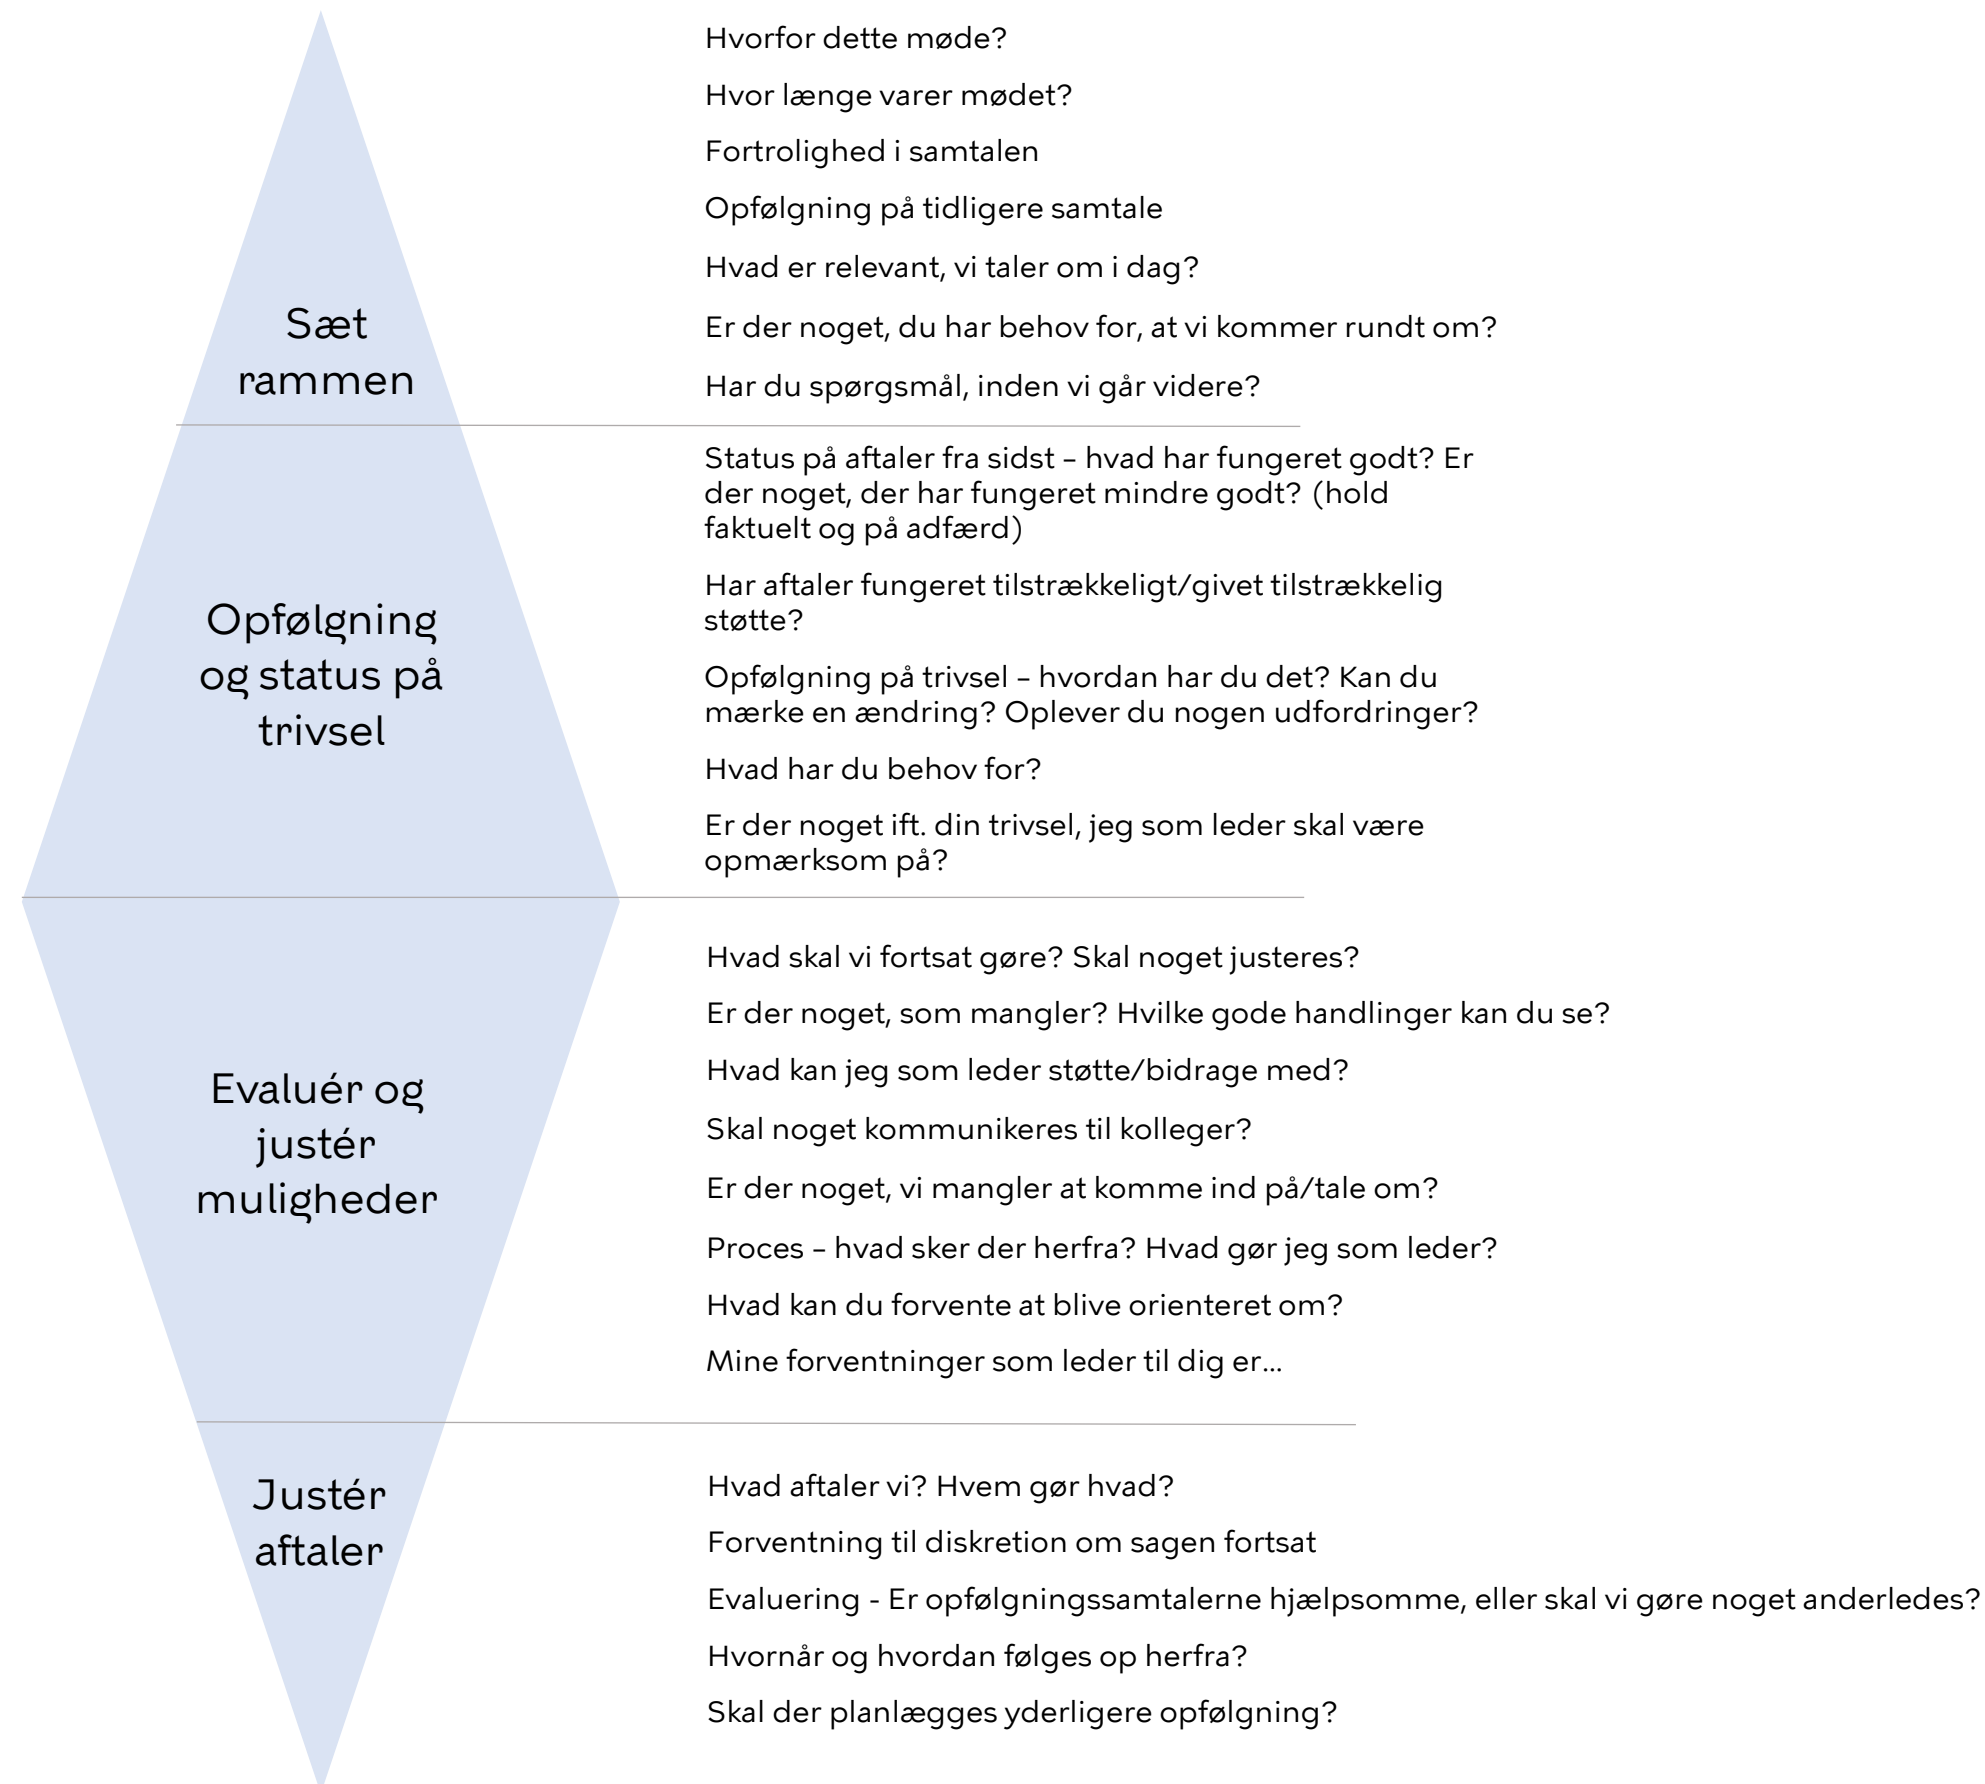 Hvorfor dette møde?
Hvor længe varer mødet?
Fortrolighed i samtalen
Opfølgning på tidligere samtale
Hvad er relevant, vi taler om i dag?
Er der noget, du har behov for, at vi kommer rundt om?
Har du spørgsmål, inden vi går videre?
Sæt
rammen
Status på aftaler fra sidst – hvad har fungeret godt? Er
der noget, der har fungeret mindre godt? (hold
faktuelt og på adfærd)
Har aftaler fungeret tilstrækkeligt/givet tilstrækkelig
støtte?
Opfølgning på trivsel – hvordan har du det? Kan du
mærke en ændring? Oplever du nogen udfordringer?
Hvad har du behov for?
Er der noget ift. din trivsel, jeg som leder skal være
opmærksom på?
Opfølgning
og status på
trivsel
Hvad skal vi fortsat gøre? Skal noget justeres?
Er der noget, som mangler? Hvilke gode handlinger kan du se?
Hvad kan jeg som leder støtte/bidrage med?
Skal noget kommunikeres til kolleger?
Er der noget, vi mangler at komme ind på/tale om?
Proces – hvad sker der herfra? Hvad gør jeg som leder?
Hvad kan du forvente at blive orienteret om?
Mine forventninger som leder til dig er...
Evaluér og
justér
muligheder
Hvad aftaler vi? Hvem gør hvad?
Forventning til diskretion om sagen fortsat
Evaluering - Er opfølgningssamtalerne hjælpsomme, eller skal vi gøre noget anderledes?
Hvornår og hvordan følges op herfra?
Skal der planlægges yderligere opfølgning?
Justér
aftaler